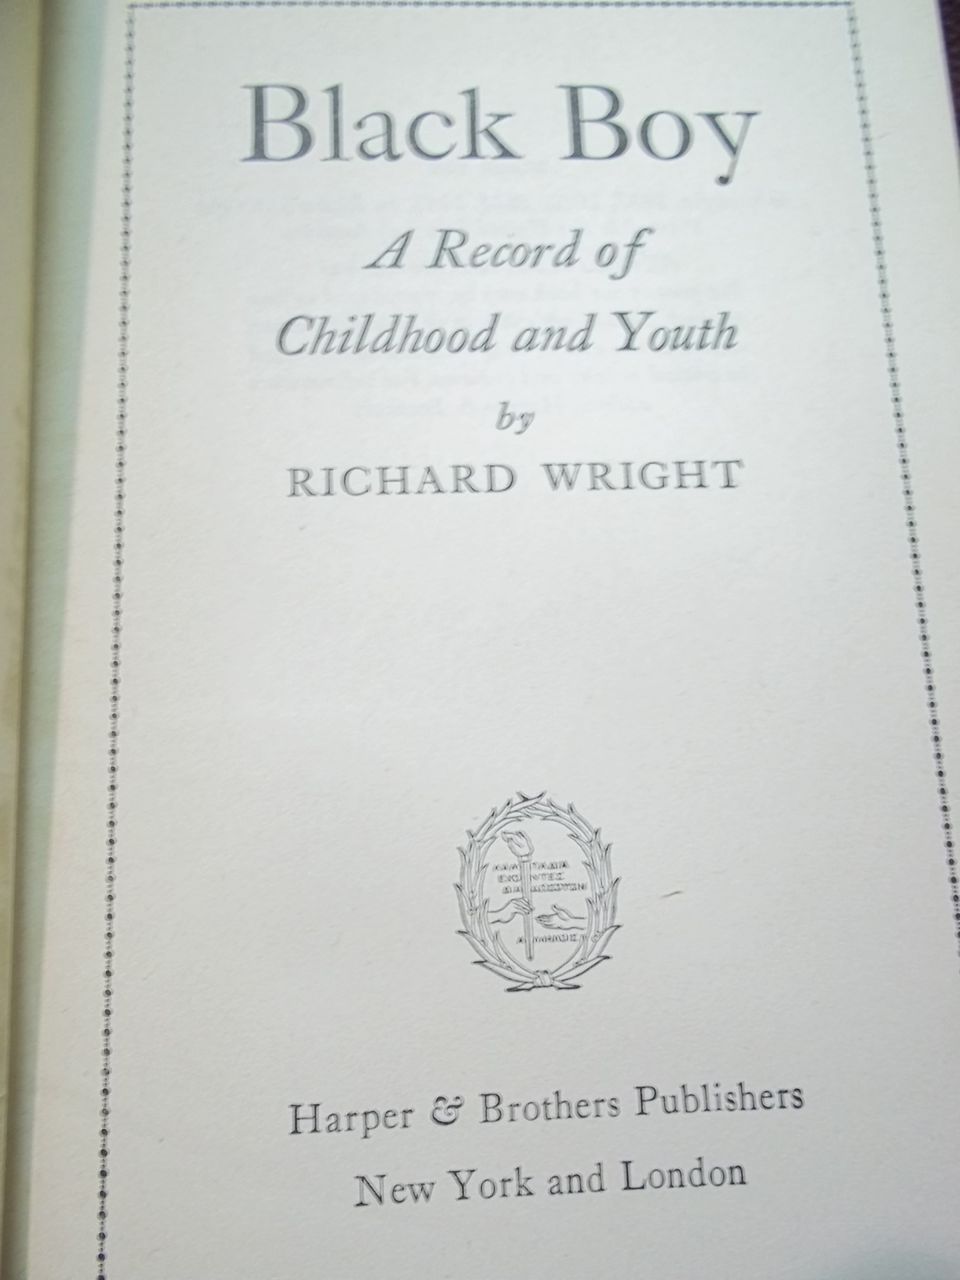 Black Boy
A Record of
Childhood and Youth
by
RICHARD WRIGHT
Harper & Brothers Publishers
New York and London